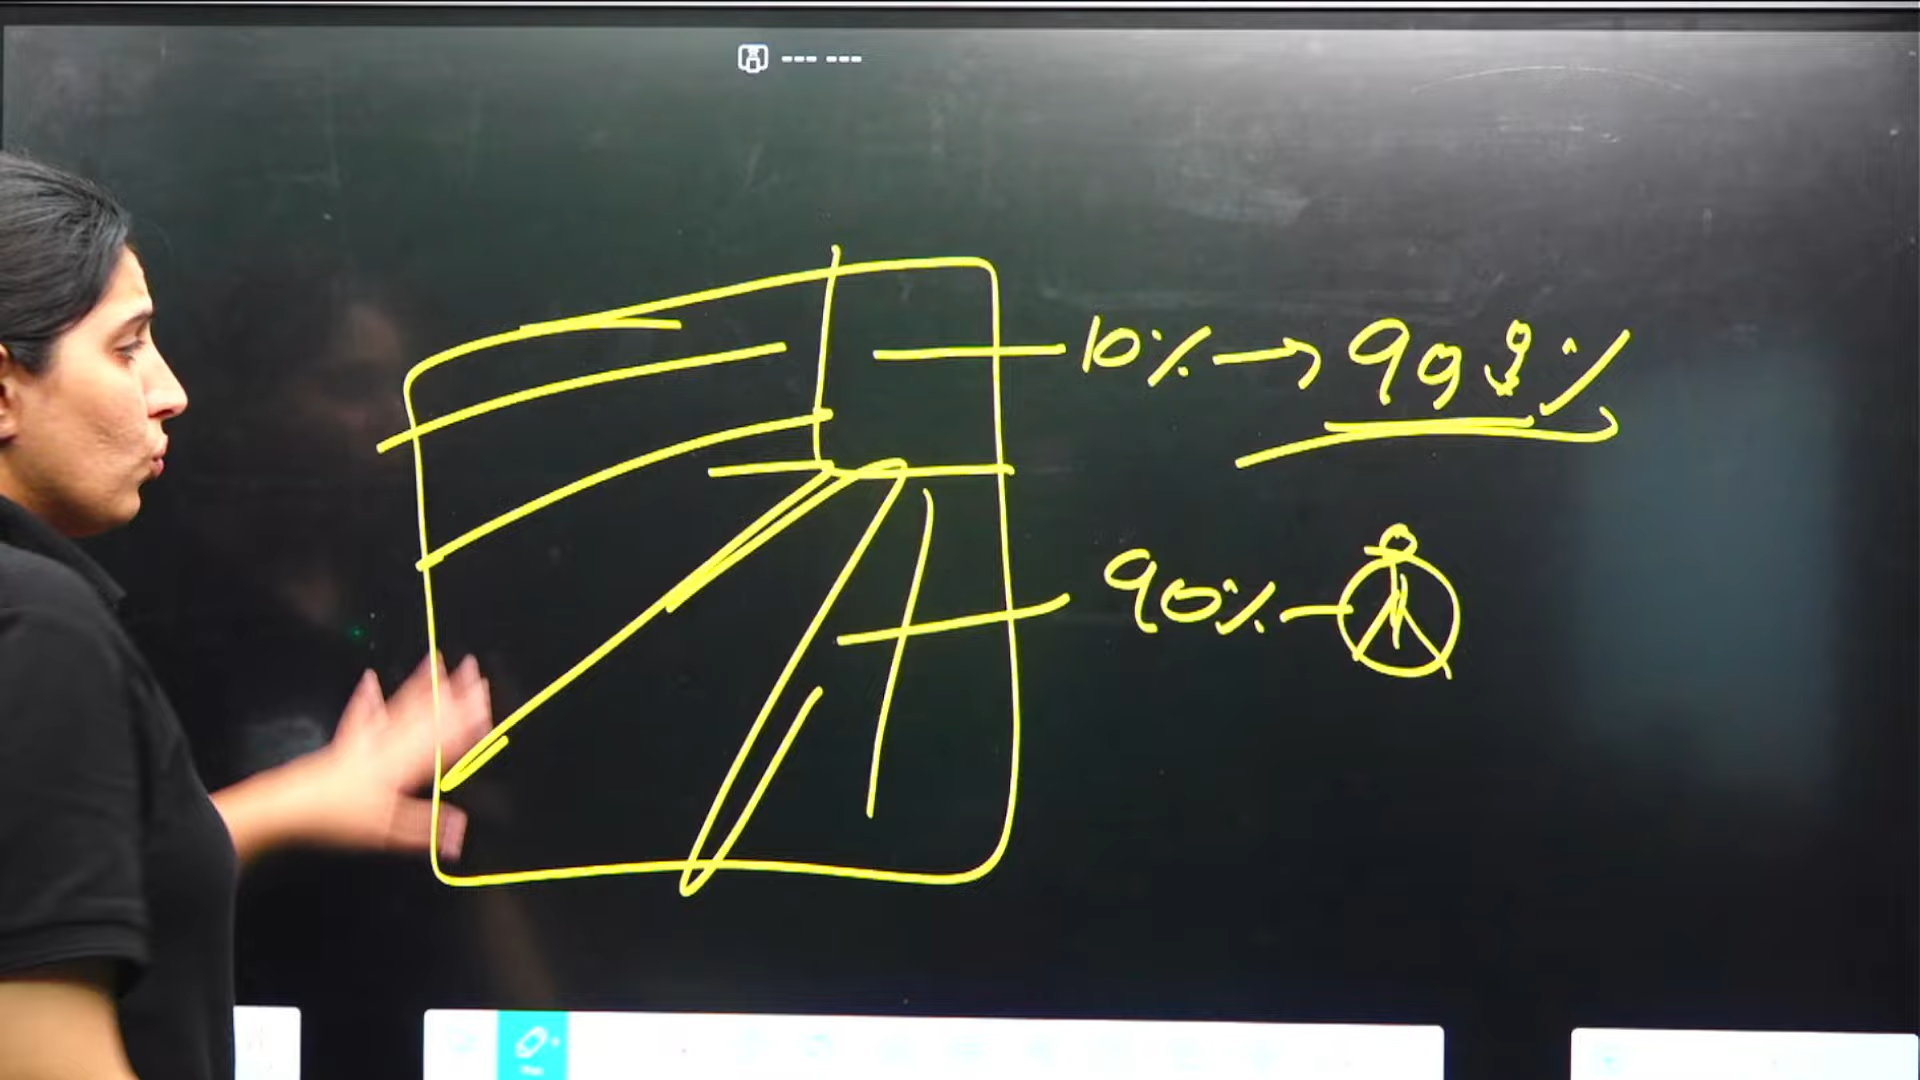 --- ---
10% → 99%
90% -